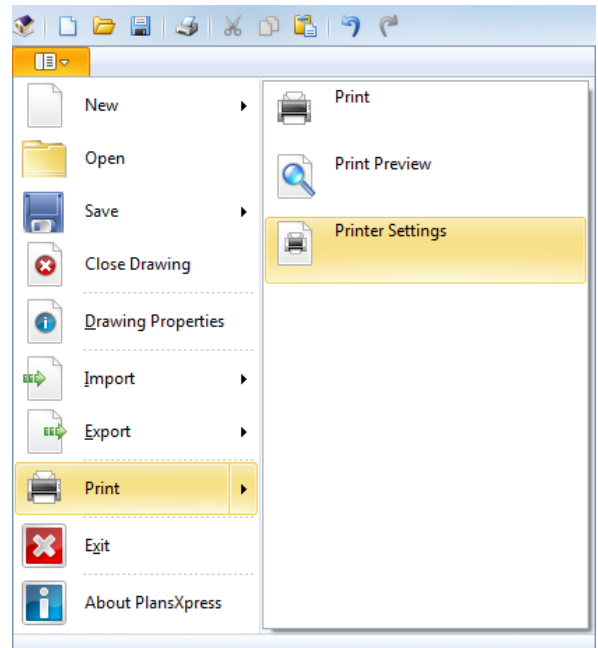 New
Open
Save
Close Drawing
Drawing Properties
Import
Export
Print
Exit
About PlansXpress
Print
Print Preview
Printer Settings